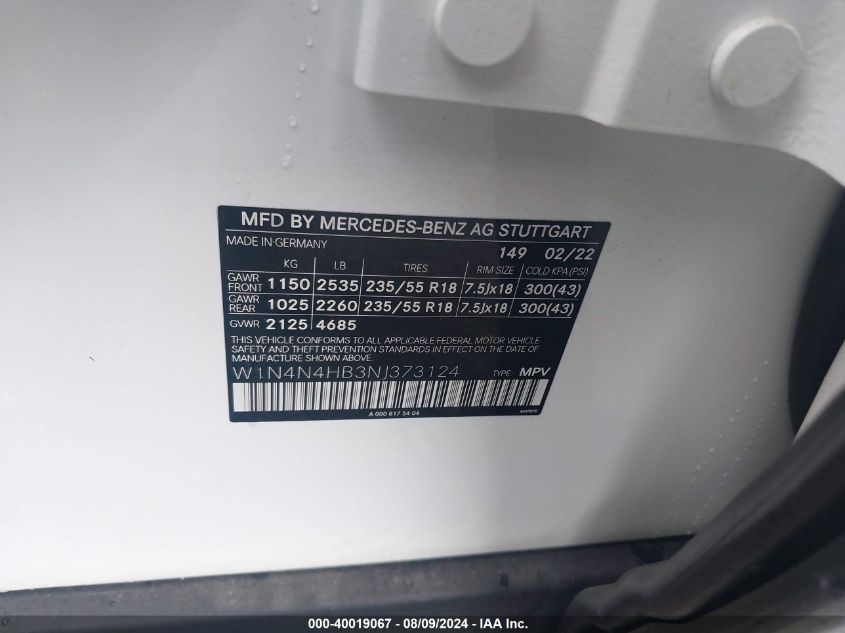 MFD BY MERCEDES-BENZ AG STUTTGART
MADE IN GERMANY 149 02/22
KG LB TIRES RIM SIZE COLD KPA(PSI)
GAWR FRONT 1150 2535 235/55 R18 7.5Jx18 300(43)
GAWR REAR 1025 2260 235/55 R18 7.5Jx18 300(43)
GVWR 2125 4685
THIS VEHICLE CONFORMS TO ALL APPLICABLE FEDERAL MOTOR VEHICLE
SAFETY AND THEFT PREVENTION STANDARDS IN EFFECT ON THE DATE OF
MANUFACTURE SHOWN ABOVE.
W1N4N4HB3NJ373124 TYPE: MPV
A 000 817 54 04
000-40019067 - 08/09/2024 - IAA Inc.